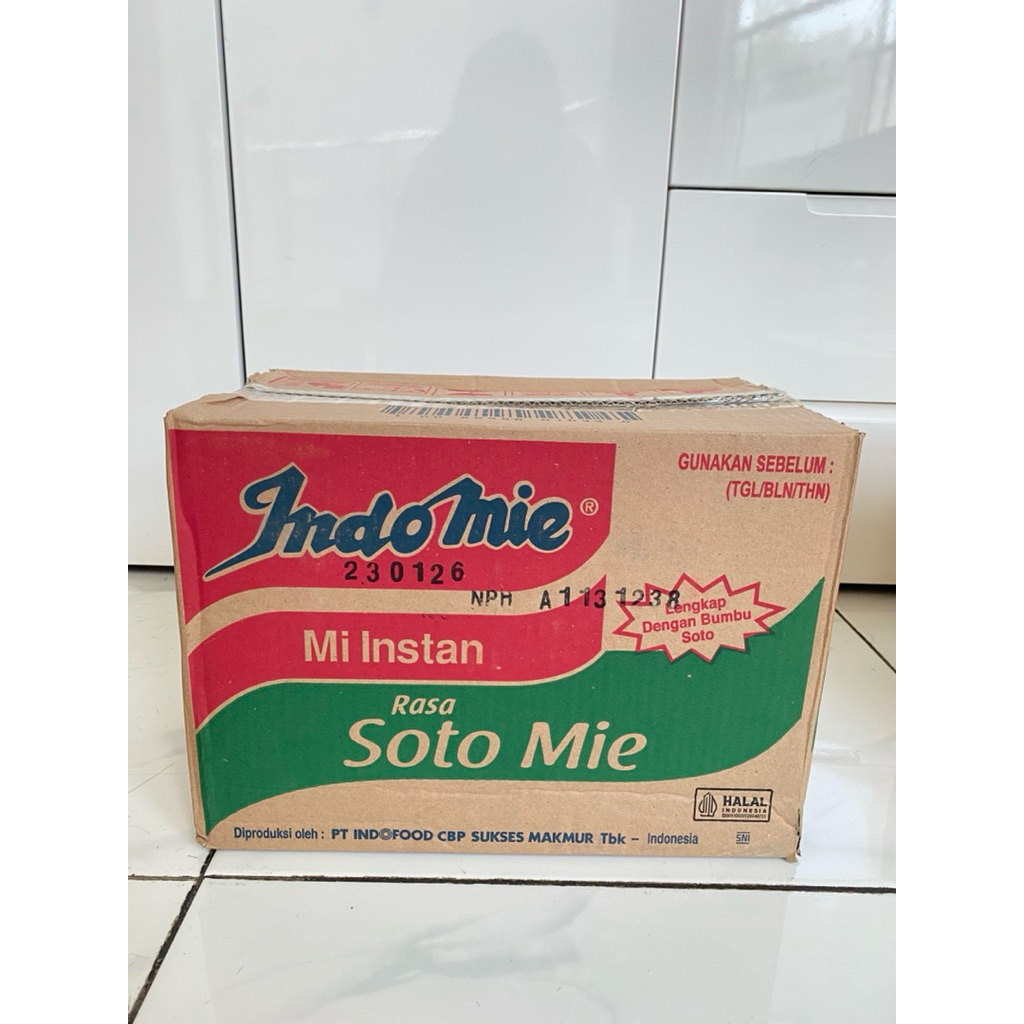 GUNAKAN SEBELUM :
(TGL/BLN/THN)
Indomie®
230126
NPH A1131238
Lengkap
Dengan Bumbu
Soto
Mi Instan
Rasa
Soto Mie
HALAL
INDONESIA
Diproduksi oleh : PT INDOFOOD CBP SUKSES MAKMUR Tbk – Indonesia
SNI